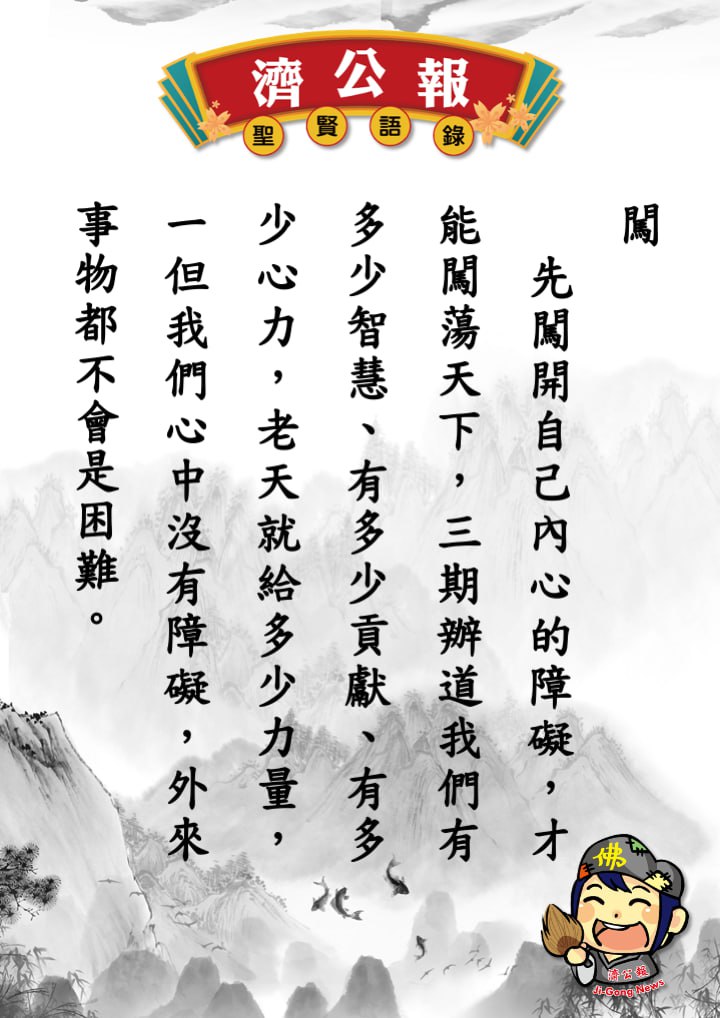 濟公報
聖賢語錄
闖
先闖開自己內心的障礙，才
能闖蕩天下，三期辦道我們有
多少智慧、有多少貢獻、有多
少心力，老天就給多少力量，
一但我們心中沒有障礙，外來
事物都不會是困難。
佛
濟公報
Ji-Gong News